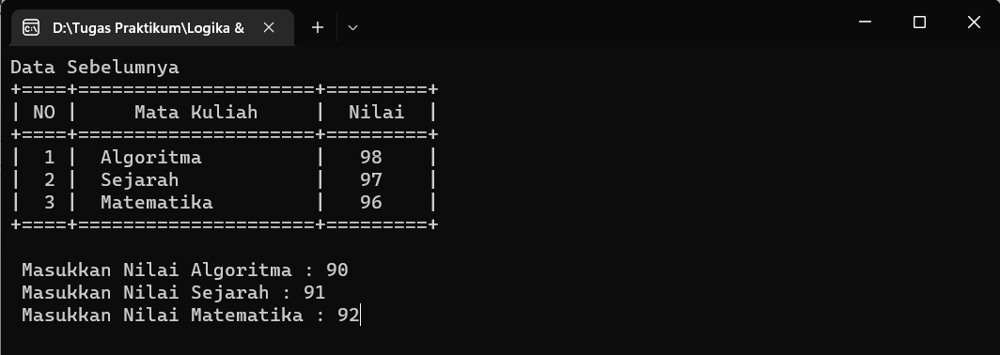 D:\Tugas Praktikum\Logika &
Data Sebelumnya
+====+=====================+=========+
| NO |     Mata Kuliah     |  Nilai  |
+====+=====================+=========+
|  1 |  Algoritma          |   98    |
|  2 |  Sejarah            |   97    |
|  3 |  Matematika         |   96    |
+====+=====================+=========+
Masukkan Nilai Algoritma : 90
Masukkan Nilai Sejarah : 91
Masukkan Nilai Matematika : 92